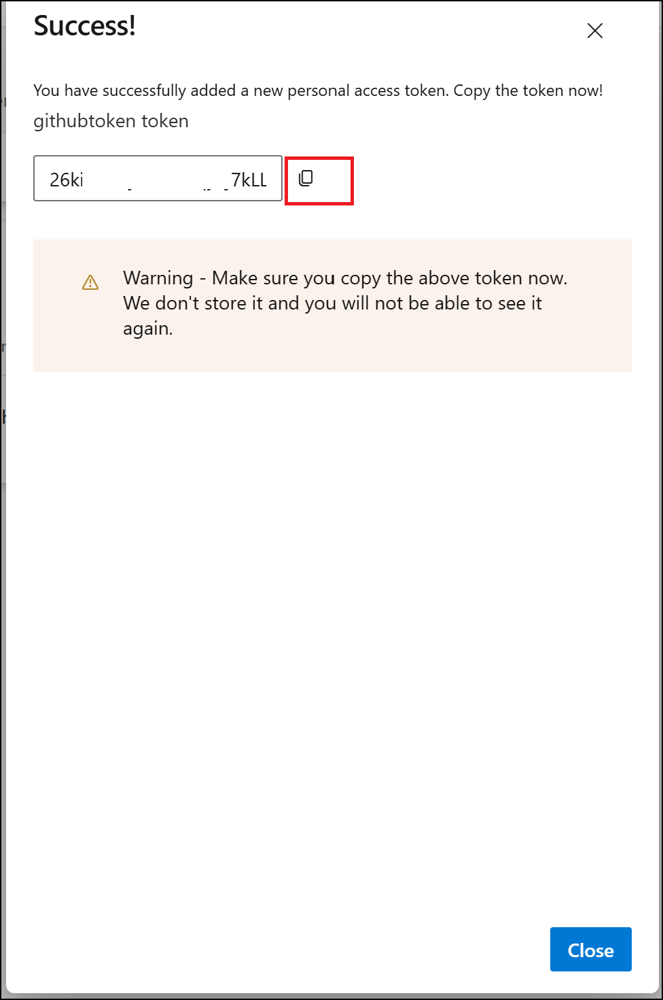 Success!
You have successfully added a new personal access token. Copy the token now!
githubtoken token
26ki 7kLL
Warning - Make sure you copy the above token now.
We don't store it and you will not be able to see it
again.
Close